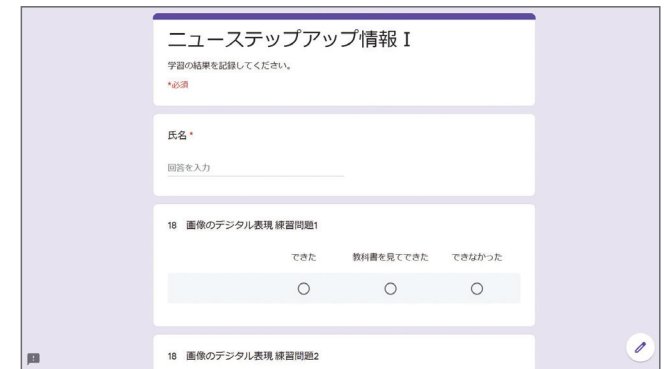 ニューステップアップ情報 I
学習の結果を記録してください。
*必須
氏名 *
回答を入力
18 画像のデジタル表現 練習問題1
できた 教科書を見てできた できなかった
18 画像のデジタル表現 練習問題2